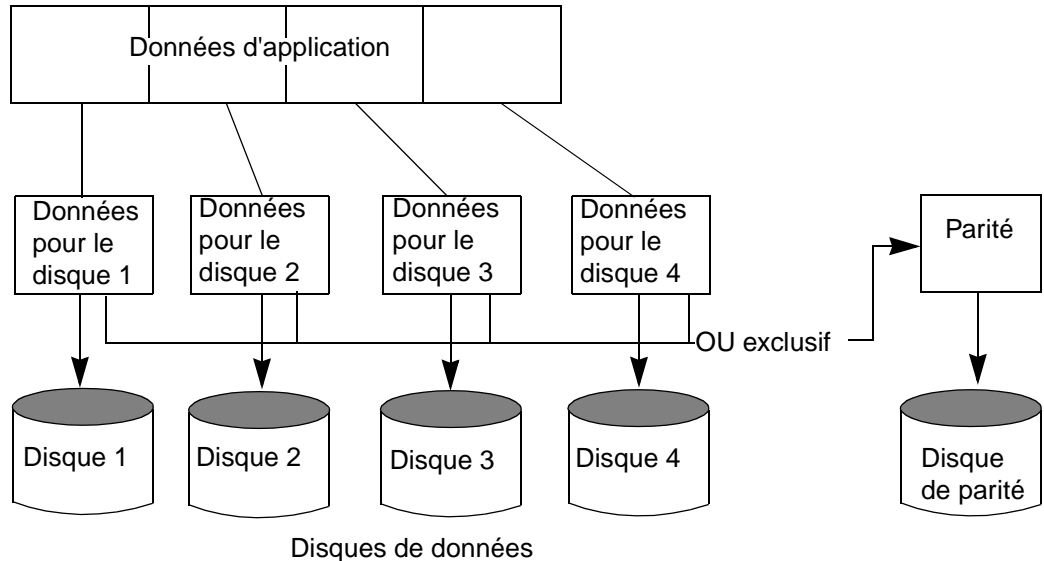 Données d'application
Données
pour le
disque 1
Données
pour le
disque 2
Données
pour le
disque 3
Données
pour le
disque 4
Parité
OU exclusif
Disque 1
Disque 2
Disque 3
Disque 4
Disque
de parité
Disques de données